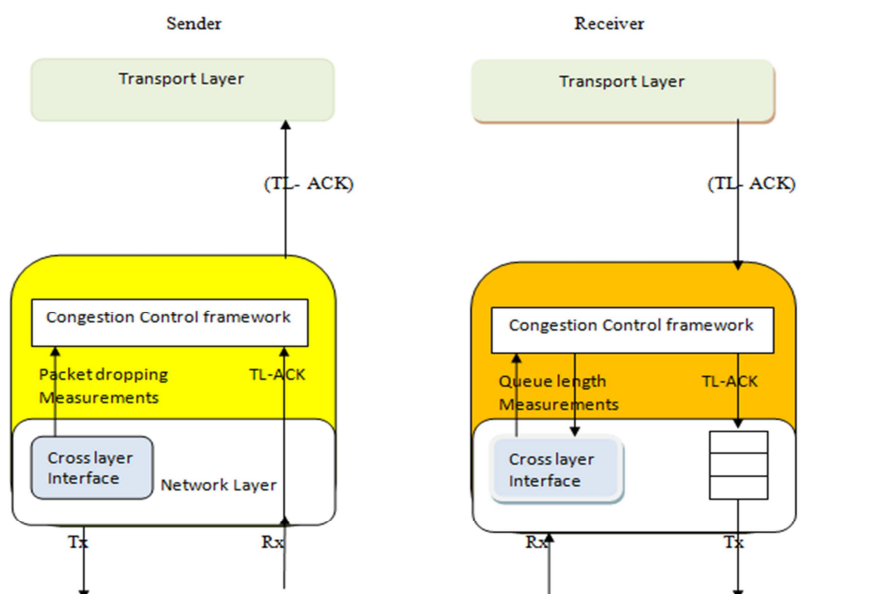 Sender
Transport Layer
(TL- ACK)
Congestion Control framework
Packet dropping
Measurements
TL-ACK
Cross layer
Interface
Network Layer
Tx
Rx
Receiver
Transport Layer
(TL- ACK)
Congestion Control framework
Queue length
Measurements
TL-ACK
Cross layer
Interface
Rx
Tx